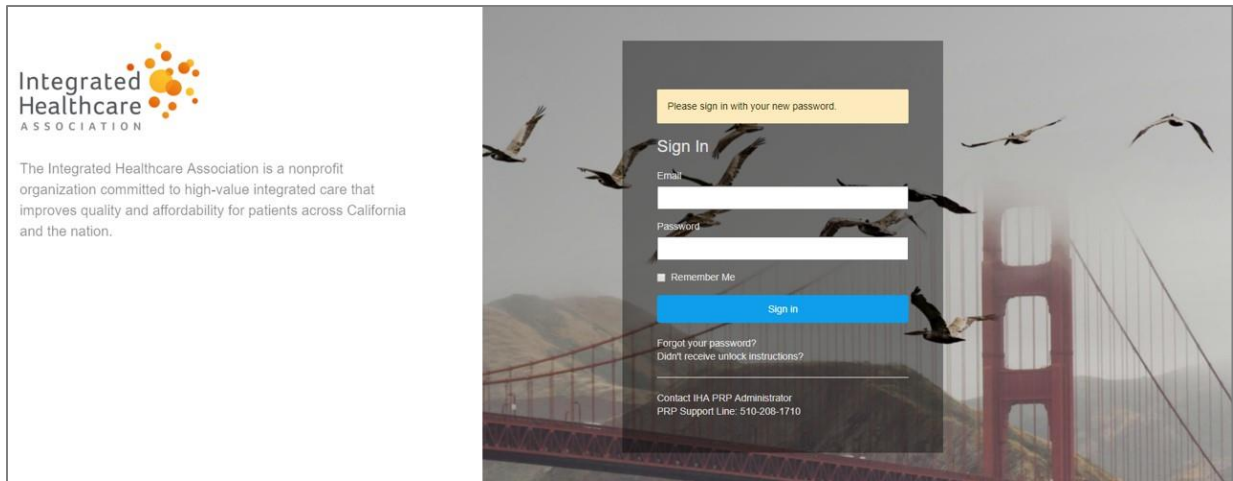 Integrated
Healthcare
ASSOCIATION
The Integrated Healthcare Association is a nonprofit
organization committed to high-value integrated care that
improves quality and affordability for patients across California
and the nation.
Please sign in with your new password.
Sign In
Email
Password
Remember Me
Sign in
Forgot your password?
Didn't receive unlock instructions?
Contact IHA PRP Administrator
PRP Support Line: 510-208-1710